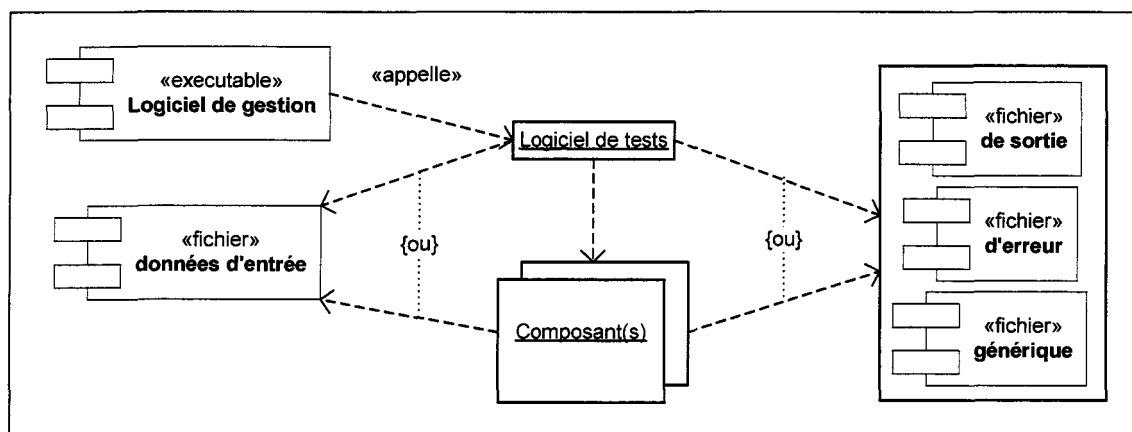 «executable»
Logiciel de gestion
«appelle»
Logiciel de tests
«fichier»
de sortie
«fichier»
données d'entrée
{ou}
{ou}
«fichier»
d'erreur
Composant(s)
«fichier»
générique